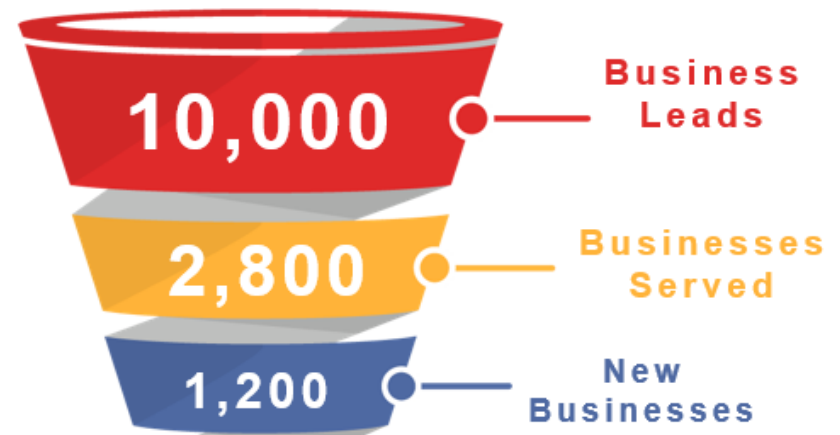 10,000
Business
Leads
2,800
Businesses
Served
1,200
New
Businesses